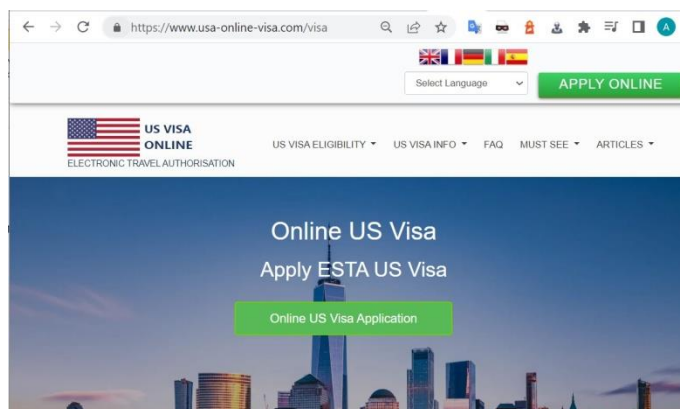 https://www.usa-online-visa.com/visa
A
Select Language
APPLY ONLINE
US VISA
ONLINE
ELECTRONIC TRAVEL AUTHORISATION
US VISA ELIGIBILITY US VISA INFO FAQ MUST SEE ARTICLES
Online US Visa
Apply ESTA US Visa
Online US Visa Application